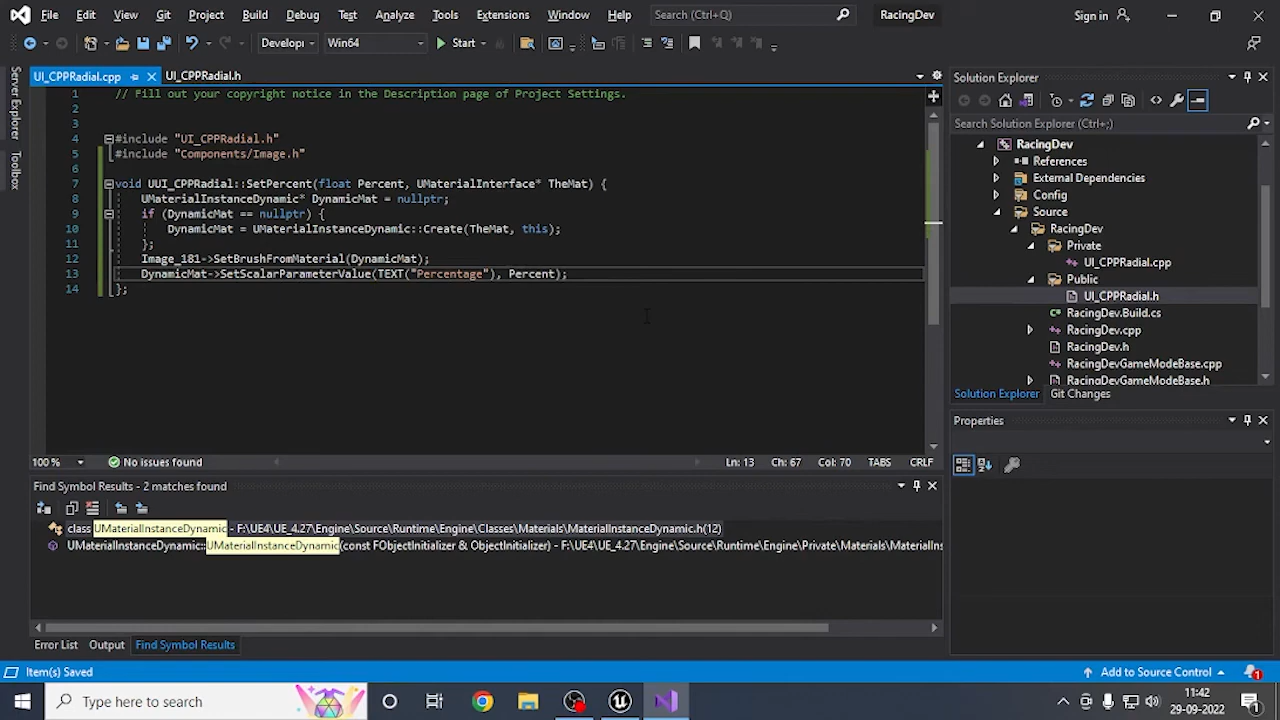 File Edit View Git Project Build Debug Test Analyze Tools Extensions Window Help Search (Ctrl+Q) RacingDev Sign in
Developi Win64 Start
Server Explorer
Toolbox
UI_CPPRadial.cpp UI_CPPRadial.h
1 // Fill out your copyright notice in the Description page of Project Settings.
2
3
4 #include "UI_CPPRadial.h"
5 #include "Components/Image.h"
6
7 void UUI_CPPRadial::SetPercent(float Percent, UMaterialInterface* TheMat) {
8 UMaterialInstanceDynamic* DynamicMat = nullptr;
9 if (DynamicMat == nullptr) {
10 DynamicMat = UMaterialInstanceDynamic::Create(TheMat, this);
11 };
12 Image_181->SetBrushFromMaterial(DynamicMat);
13 DynamicMat->SetScalarParameterValue(TEXT("Percentage"), Percent);
14 };
100 % No issues found Ln: 13 Ch: 67 Col: 70 TABS CRLF
Find Symbol Results - 2 matches found
class UMaterialInstanceDynamic - F:\UE4\UE_4.27\Engine\Source\Runtime\Engine\Classes\Materials\MaterialInstanceDynamic.h(12)
UMaterialInstanceDynamic::UMaterialInstanceDynamic(const FObjectInitializer & ObjectInitializer) - F:\UE4\UE_4.27\Engine\Source\Runtime\Engine\Private\Materials\MaterialIns
Error List Output Find Symbol Results
Solution Explorer
Search Solution Explorer (Ctrl+;)
RacingDev
References
External Dependencies
Config
Source
RacingDev
Private
UI_CPPRadial.cpp
Public
UI_CPPRadial.h
RacingDev.Build.cs
RacingDev.cpp
RacingDev.h
RacingDevGameModeBase.cpp
RacingDevGameModeBase.h
Solution Explorer Git Changes
Properties
Item(s) Saved Add to Source Control 1
Type here to search
11:42
29-09-2022
1